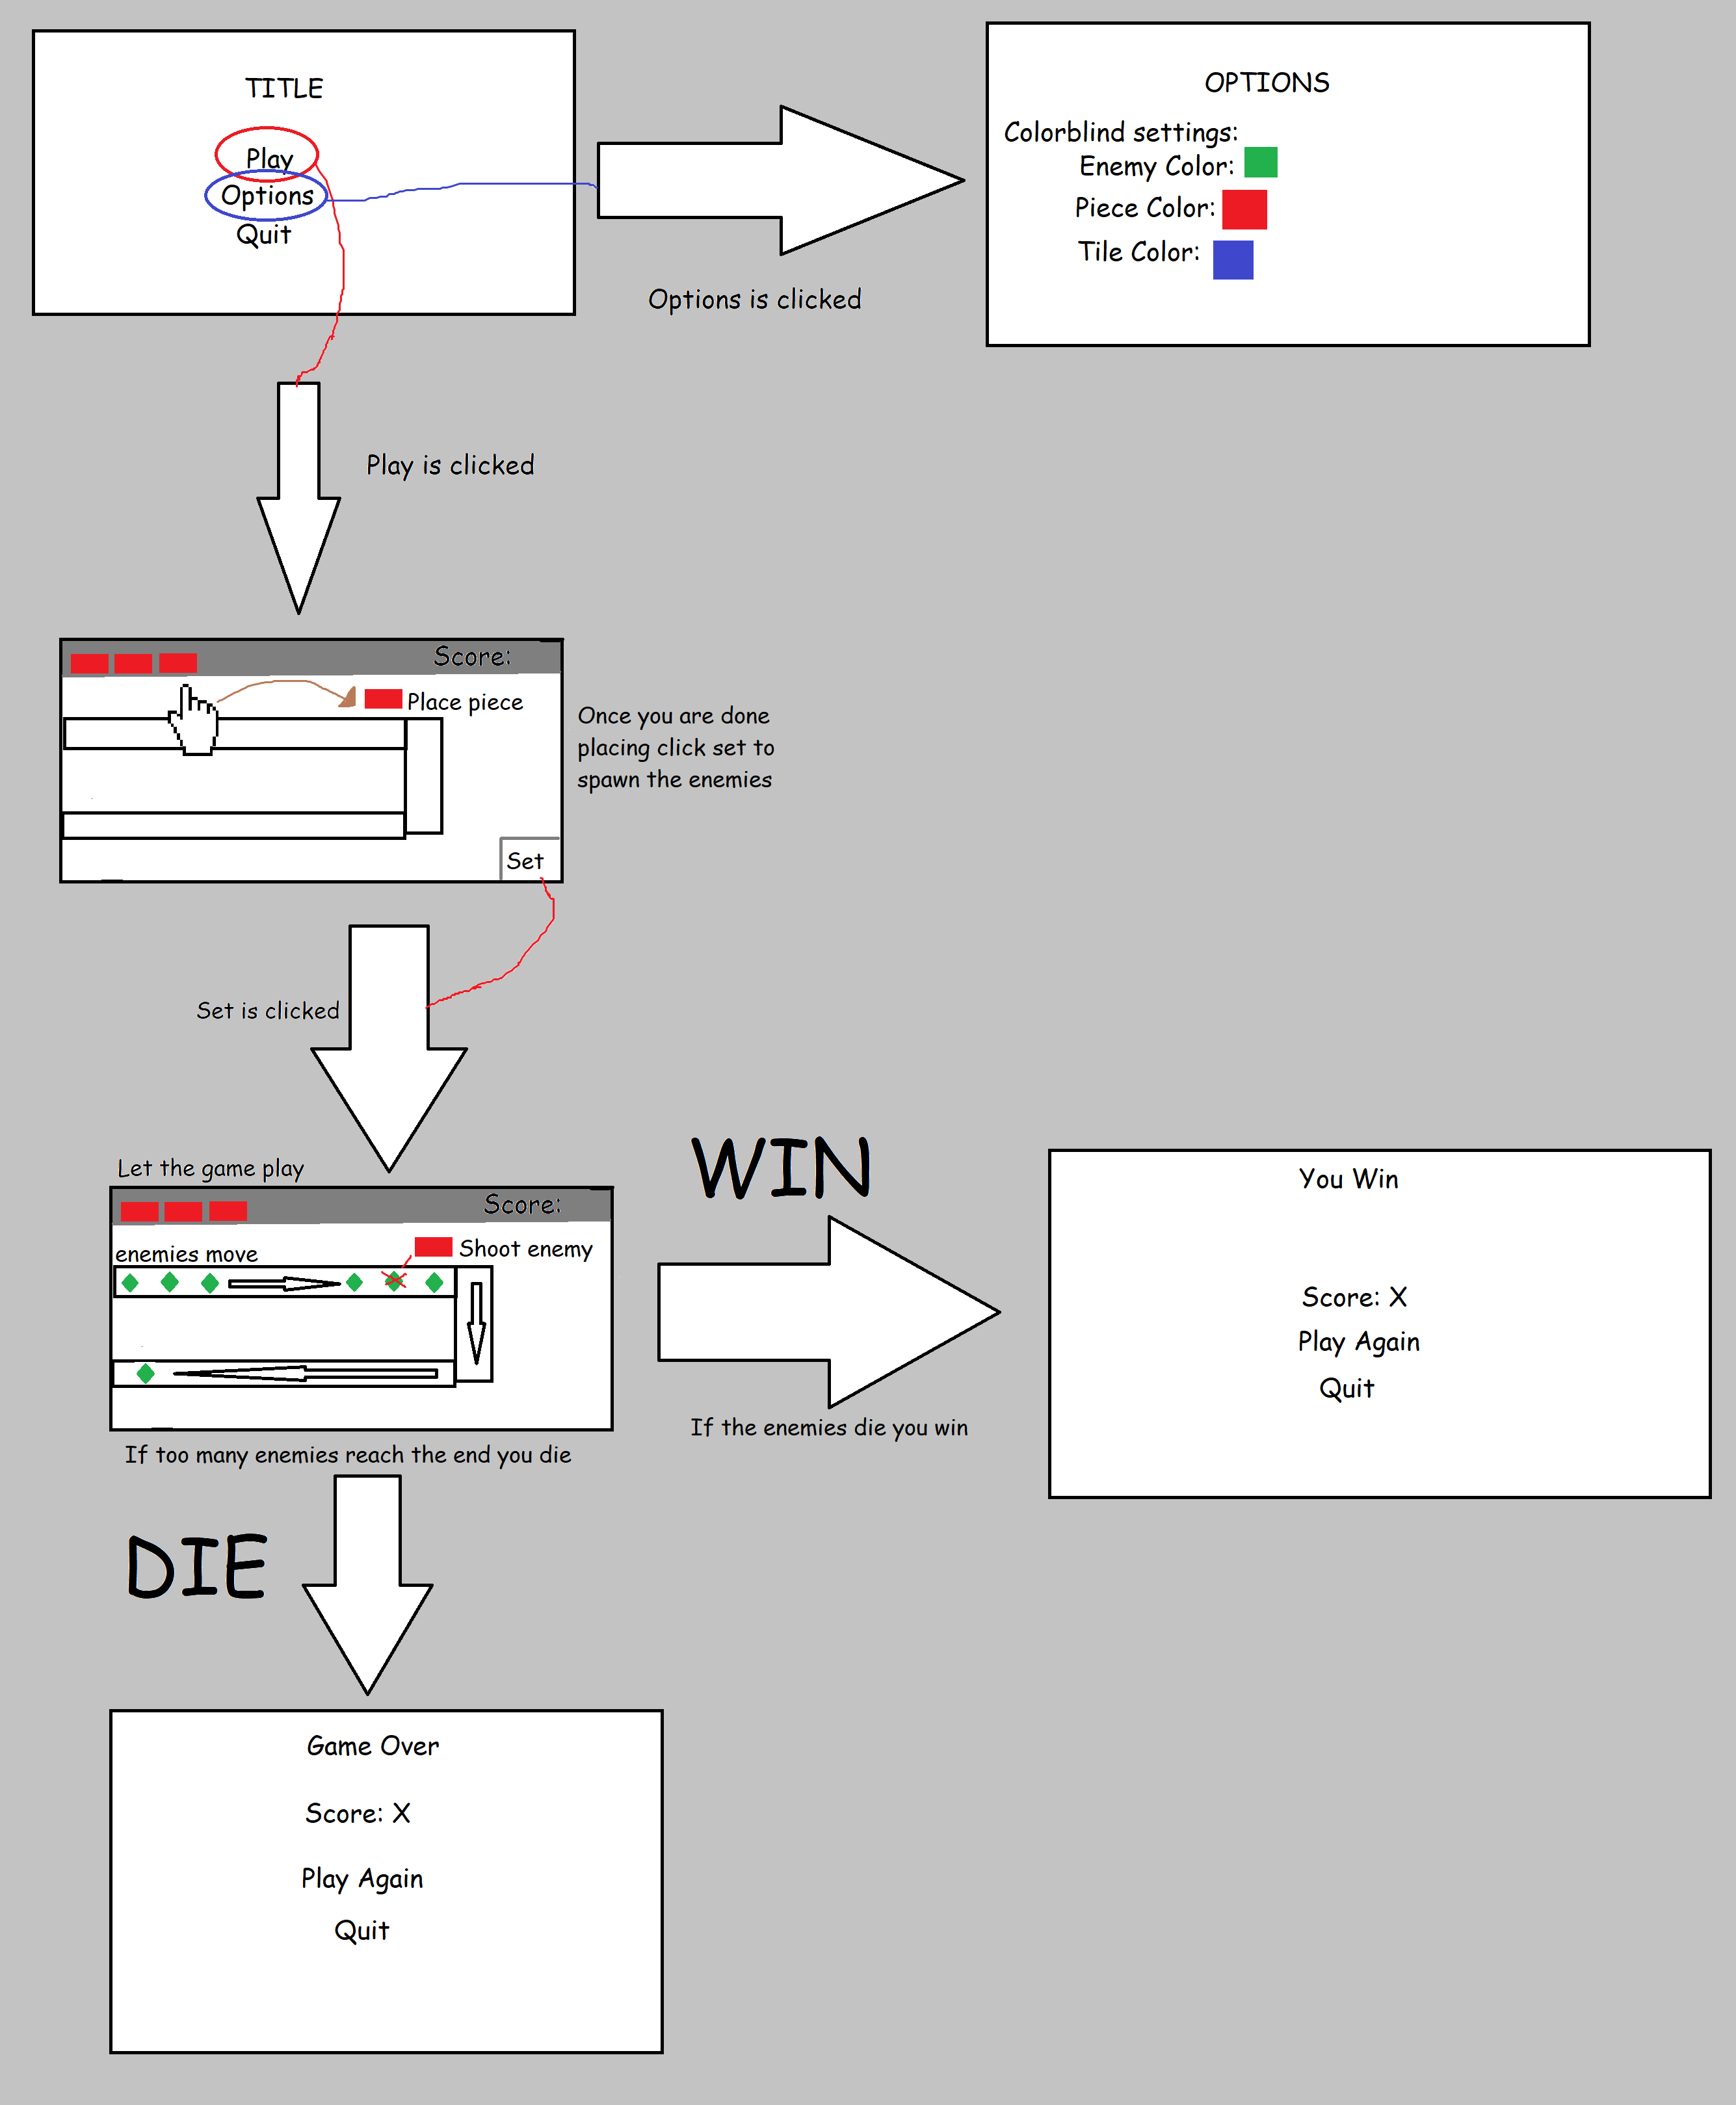 TITLE
Play
Options
Quit
Options is clicked
OPTIONS
Colorblind settings:
Enemy Color:
Piece Color:
Tile Color:
Play is clicked
Score:
Place piece
Set
Once you are done
placing click set to
spawn the enemies
Set is clicked
Let the game play
Score:
enemies move
Shoot enemy
If too many enemies reach the end you die
WIN
If the enemies die you win
You Win
Score: X
Play Again
Quit
DIE
Game Over
Score: X
Play Again
Quit